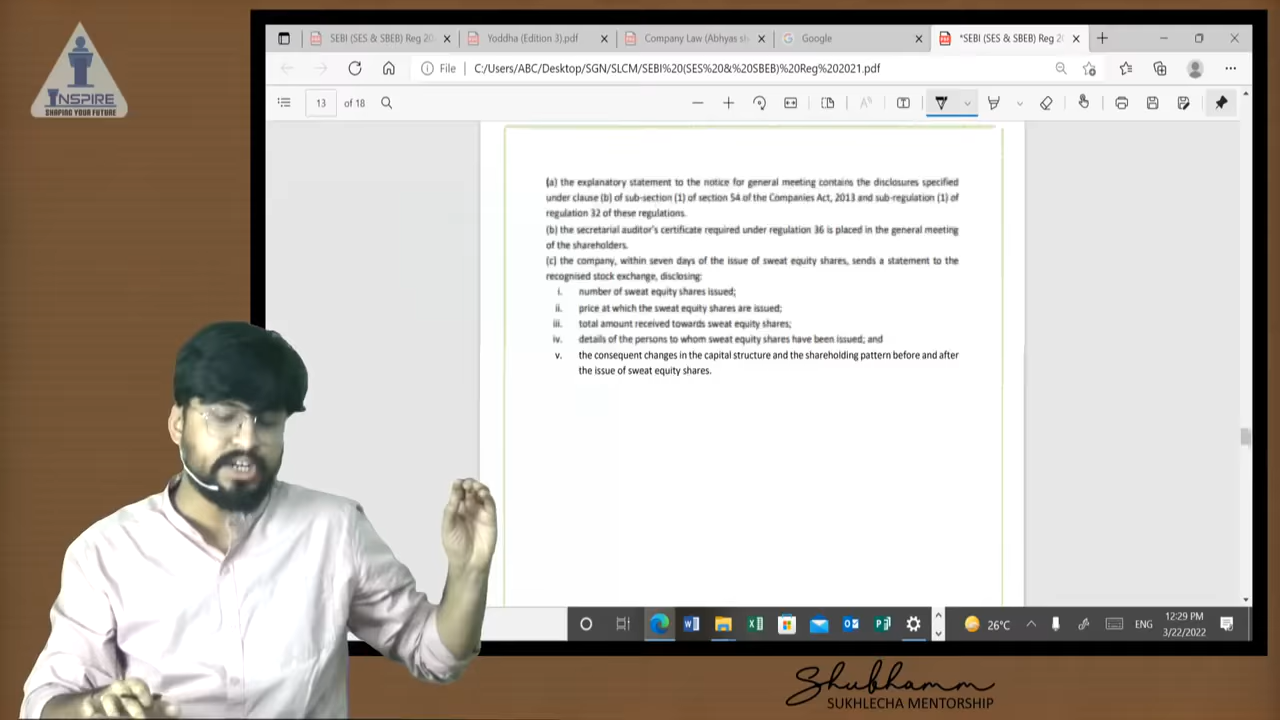 INSPIRE
SHAPING YOUR FUTURE
SEBI (SES & SBEB) Reg 20
Yoddha (Edition 3).pdf
Company Law (Abhyas sh
Google
*SEBI (SES & SBEB) Reg 2
File
C:/Users/ABC/Desktop/SGN/SLCM/SEBI%20(SES%20&%20SBEB)%20Reg%202021.pdf
13 of 18
(a) the explanatory statement to the notice for general meeting contains the disclosures specified
under clause (b) of sub-section (1) of section 54 of the Companies Act, 2013 and sub-regulation (1) of
regulation 32 of these regulations.
(b) the secretarial auditor's certificate required under regulation 36 is placed in the general meeting
of the shareholders.
(c) the company, within seven days of the issue of sweat equity shares, sends a statement to the
recognised stock exchange, disclosing:
i. number of sweat equity shares issued;
ii. price at which the sweat equity shares are issued;
iii. total amount received towards sweat equity shares;
iv. details of the persons to whom sweat equity shares have been issued; and
v. the consequent changes in the capital structure and the shareholding pattern before and after
the issue of sweat equity shares.
26°C
ENG
12:29 PM
3/22/2022
Shubhamm
SUKHLECHA MENTORSHIP